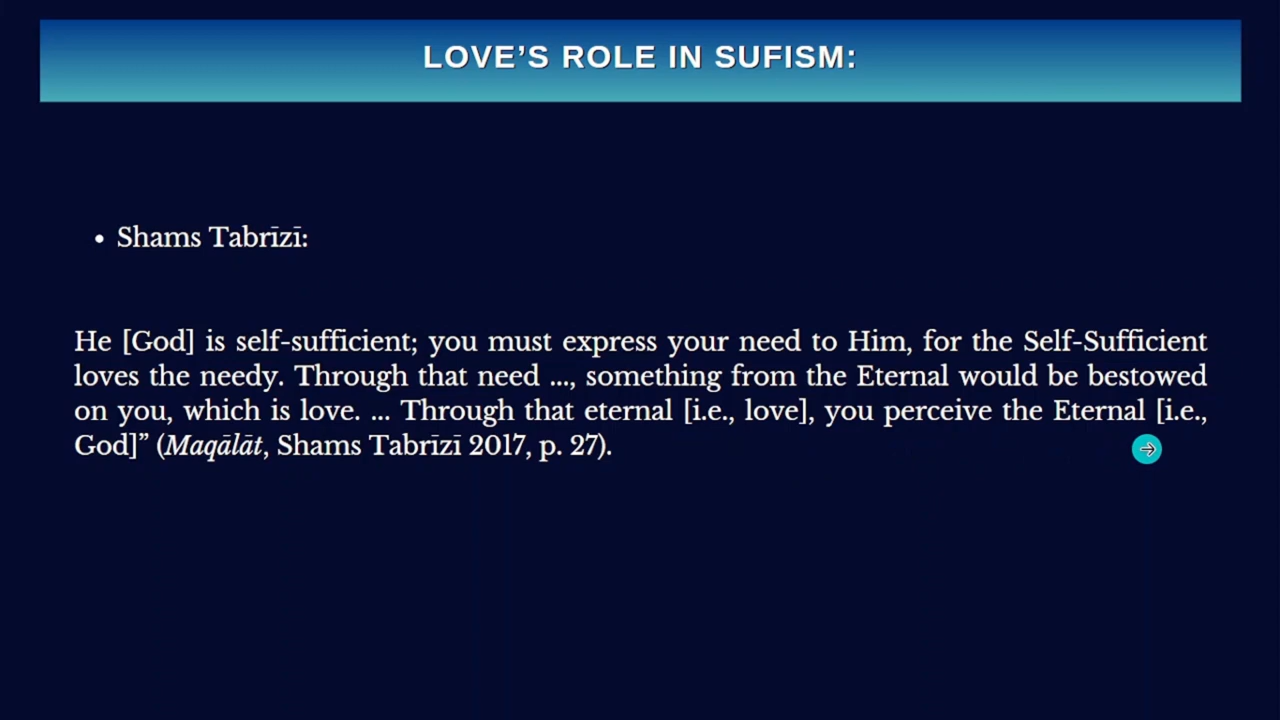 LOVE’S ROLE IN SUFISM:
• Shams Tabrīzī:
He [God] is self-sufficient; you must express your need to Him, for the Self-Sufficient
loves the needy. Through that need ..., something from the Eternal would be bestowed
on you, which is love. ... Through that eternal [i.e., love], you perceive the Eternal [i.e.,
God]” (Maqālāt, Shams Tabrīzī 2017, p. 27).